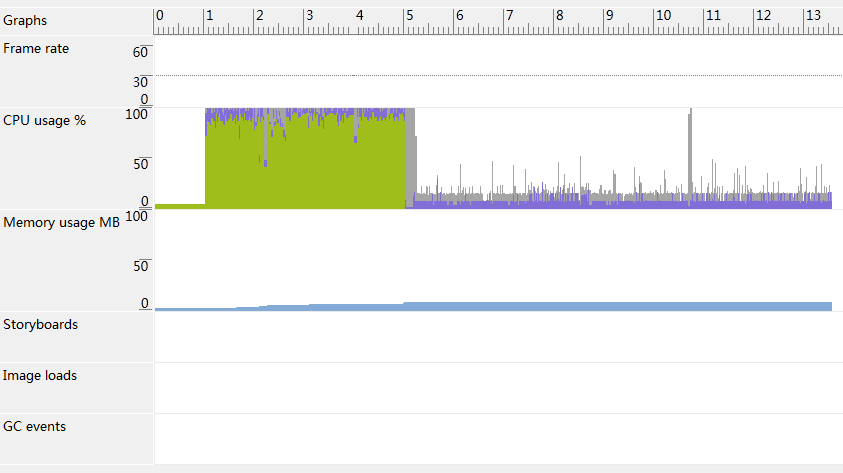 Graphs 0 1 2 3 4 5 6 7 8 9 10 11 12 13
Frame rate 60
30
0
CPU usage % 100
50
0
Memory usage MB 100
50
0
Storyboards
Image loads
GC events